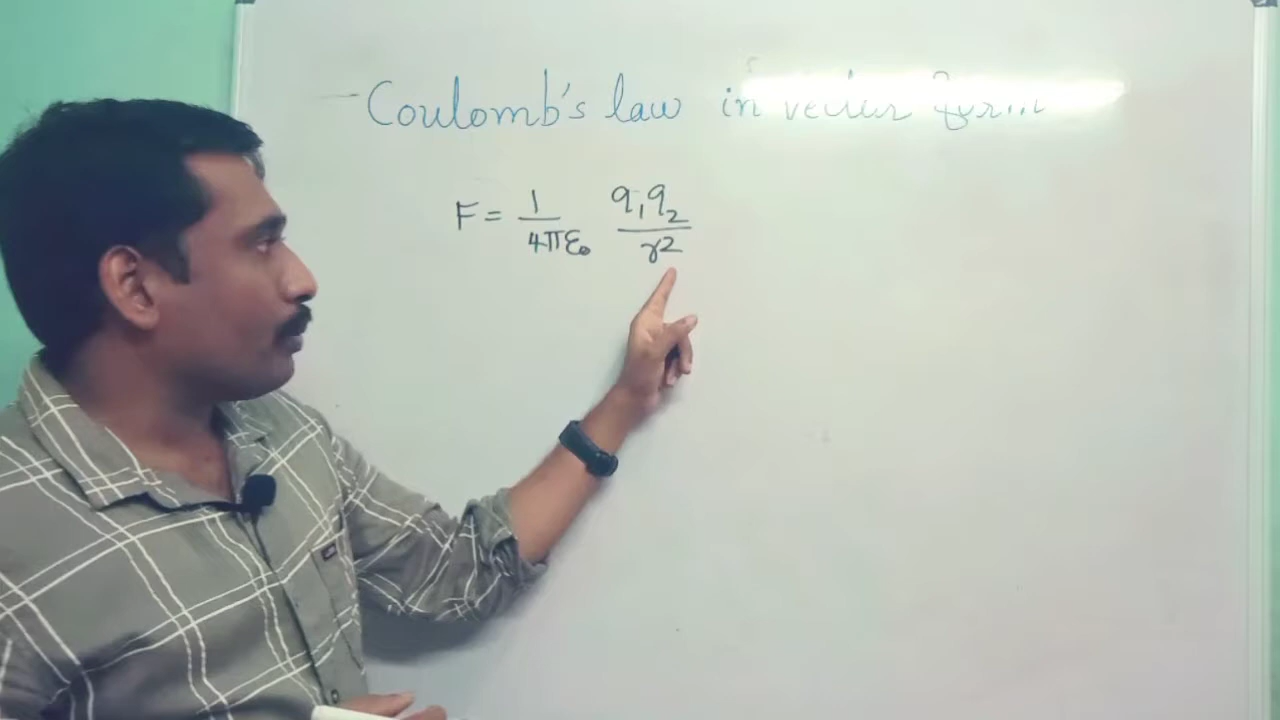 - Coulomb's law in vector form
F = 1/4πε₀ q₁q₂/r²